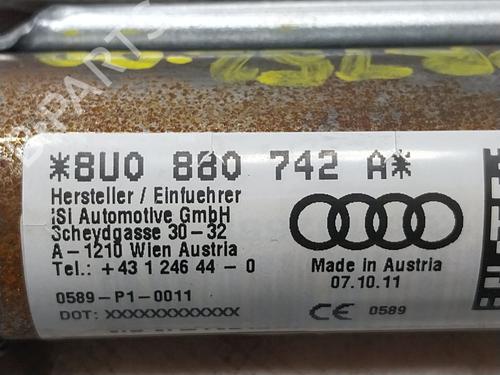 *8U0 880 742 A*
Hersteller / Einfuehrer
iSi Automotive GmbH
Scheydgasse 30 - 32
A - 1210 Wien Austria
Tel.: + 43 1 246 44 - 0
Made in Austria
07.10.11
0589-P1-0011
DOT: XXXXXXXXXXXXX
CE 0589